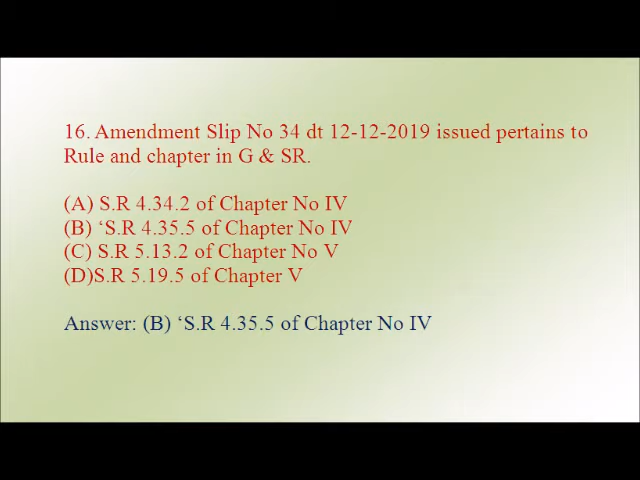 16. Amendment Slip No 34 dt 12-12-2019 issued pertains to
Rule and chapter in G & SR.
(A) S.R 4.34.2 of Chapter No IV
(B) ‘S.R 4.35.5 of Chapter No IV
(C) S.R 5.13.2 of Chapter No V
(D)S.R 5.19.5 of Chapter V
Answer: (B) ‘S.R 4.35.5 of Chapter No IV